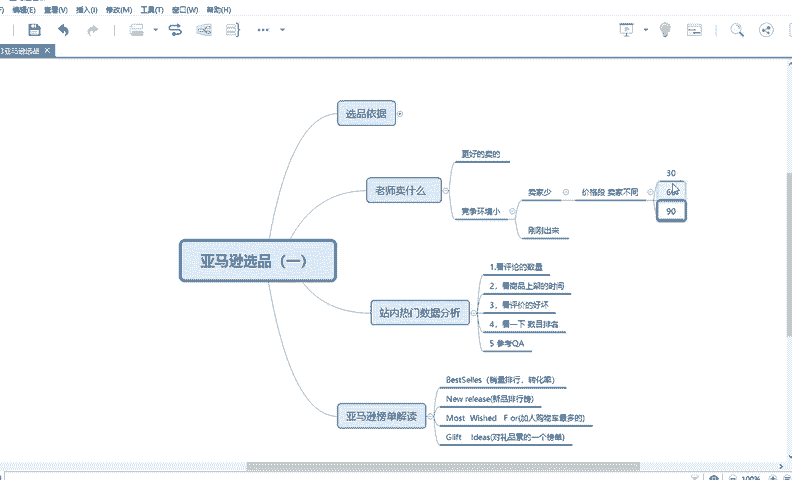 编辑(E) 查看(V) 插入(I) 修改(M) 工具(T) 窗口(W) 帮助(H)
亚马逊选品
选品依据
老师卖什么
更好的卖的
竞争环境小
卖家少
价格段 卖家不同
30
90
刚刚出来
亚马逊选品（一）
站内热门数据分析
1.看评论的数量
2，看商品上架的时间
3，看评价的好坏
4，看一下 数目排名
5 参考QA
亚马逊榜单解读
BestSelles（销量排行，转化率）
New release(新品排行榜)
Most Wished F or(加入购物车最多的)
Gilft Ideas(对礼品累的一个榜单)
100%